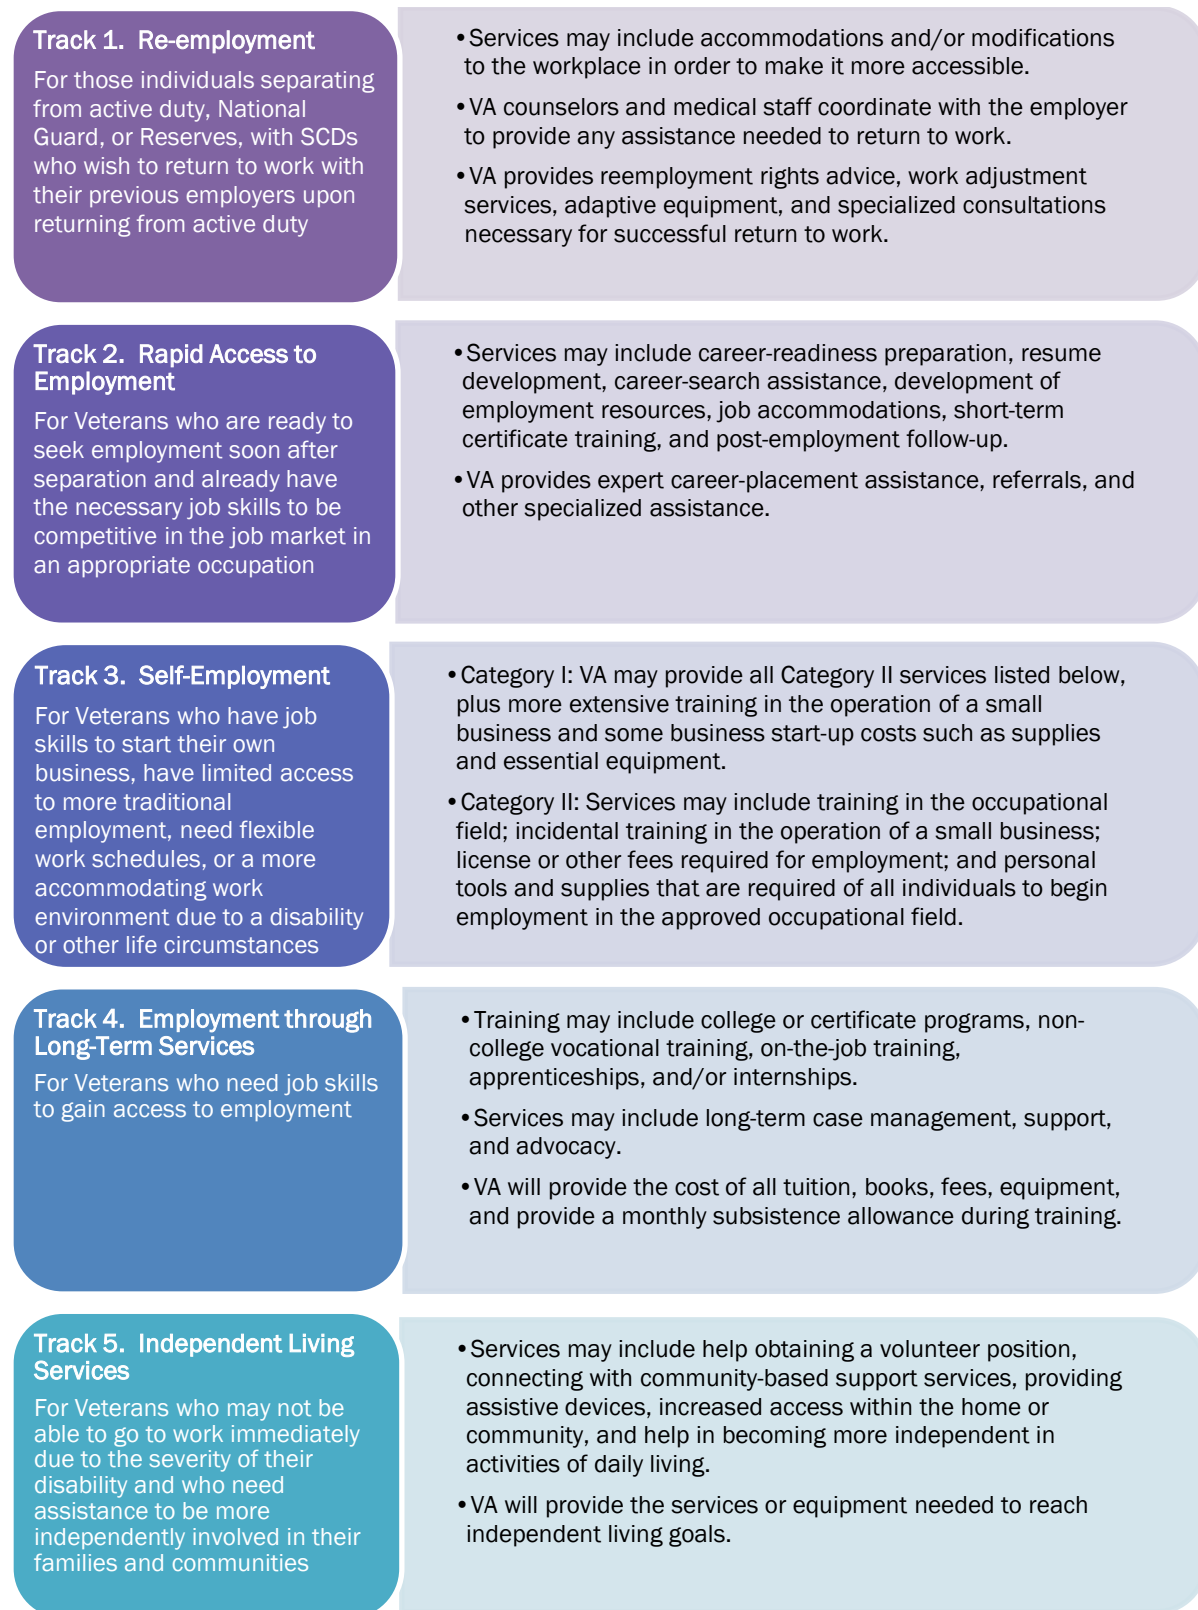 Track 1. Re-employment
For those individuals separating
from active duty, National
Guard, or Reserves, with SCDs
who wish to return to work with
their previous employers upon
returning from active duty
•Services may include accommodations and/or modifications
to the workplace in order to make it more accessible.
•VA counselors and medical staff coordinate with the employer
to provide any assistance needed to return to work.
•VA provides reemployment rights advice, work adjustment
services, adaptive equipment, and specialized consultations
necessary for successful return to work.
Track 2. Rapid Access to
Employment
For Veterans who are ready to
seek employment soon after
separation and already have
the necessary job skills to be
competitive in the job market in
an appropriate occupation
•Services may include career-readiness preparation, resume
development, career-search assistance, development of
employment resources, job accommodations, short-term
certificate training, and post-employment follow-up.
•VA provides expert career-placement assistance, referrals, and
other specialized assistance.
Track 3. Self-Employment
For Veterans who have job
skills to start their own
business, have limited access
to more traditional
employment, need flexible
work schedules, or a more
accommodating work
environment due to a disability
or other life circumstances
•Category I: VA may provide all Category II services listed below,
plus more extensive training in the operation of a small
business and some business start-up costs such as supplies
and essential equipment.
•Category II: Services may include training in the occupational
field; incidental training in the operation of a small business;
license or other fees required for employment; and personal
tools and supplies that are required of all individuals to begin
employment in the approved occupational field.
Track 4. Employment through
Long-Term Services
For Veterans who need job skills
to gain access to employment
•Training may include college or certificate programs, non-
college vocational training, on-the-job training,
apprenticeships, and/or internships.
•Services may include long-term case management, support,
and advocacy.
•VA will provide the cost of all tuition, books, fees, equipment,
and provide a monthly subsistence allowance during training.
Track 5. Independent Living
Services
For Veterans who may not be
able to go to work immediately
due to the severity of their
disability and who need
assistance to be more
independently involved in their
families and communities
•Services may include help obtaining a volunteer position,
connecting with community-based support services, providing
assistive devices, increased access within the home or
community, and help in becoming more independent in
activities of daily living.
•VA will provide the services or equipment needed to reach
independent living goals.